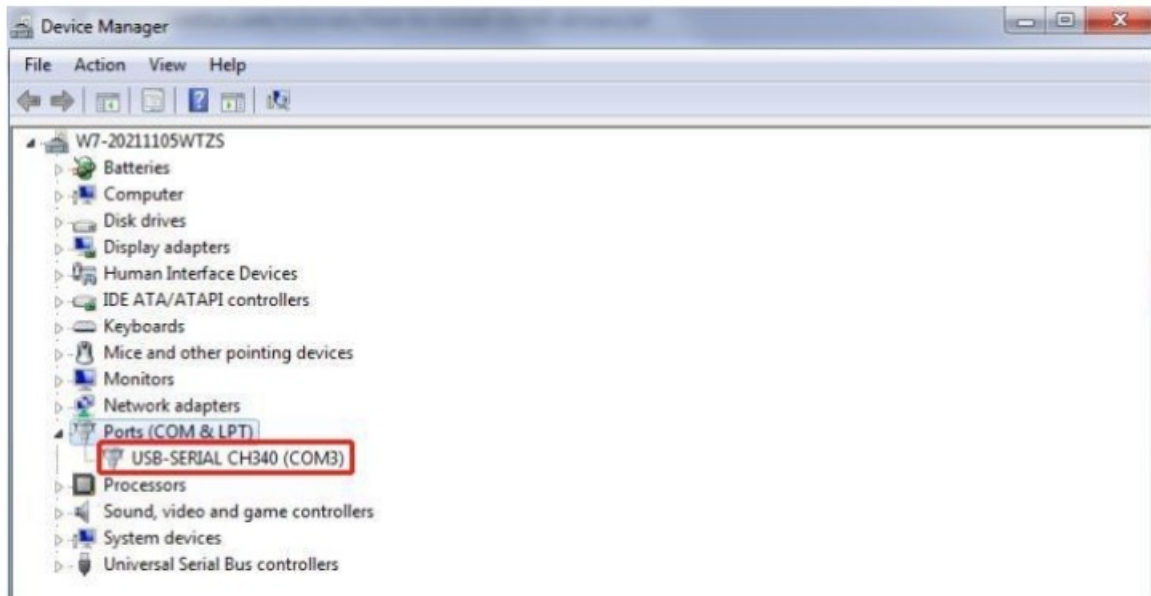 Device Manager
File Action View Help
W7-20211105WTZS
Batteries
Computer
Disk drives
Display adapters
Human Interface Devices
IDE ATA/ATAPI controllers
Keyboards
Mice and other pointing devices
Monitors
Network adapters
Ports (COM & LPT)
USB-SERIAL CH340 (COM3)
Processors
Sound, video and game controllers
System devices
Universal Serial Bus controllers